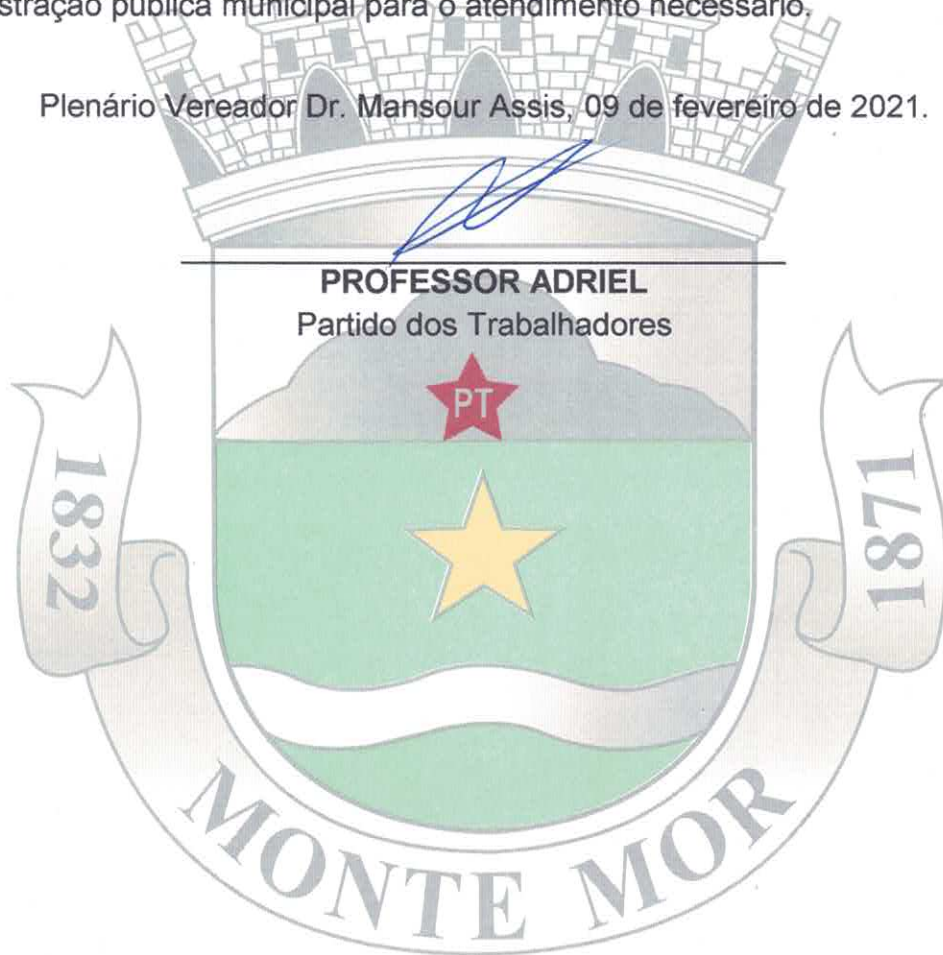 stração pública municipal para o atendimento necessário.
Plenário Vereador Dr. Mansour Assis, 09 de fevereiro de 2021.
PROFESSOR ADRIEL
Partido dos Trabalhadores
PT
1832
1871
MONTE MOR